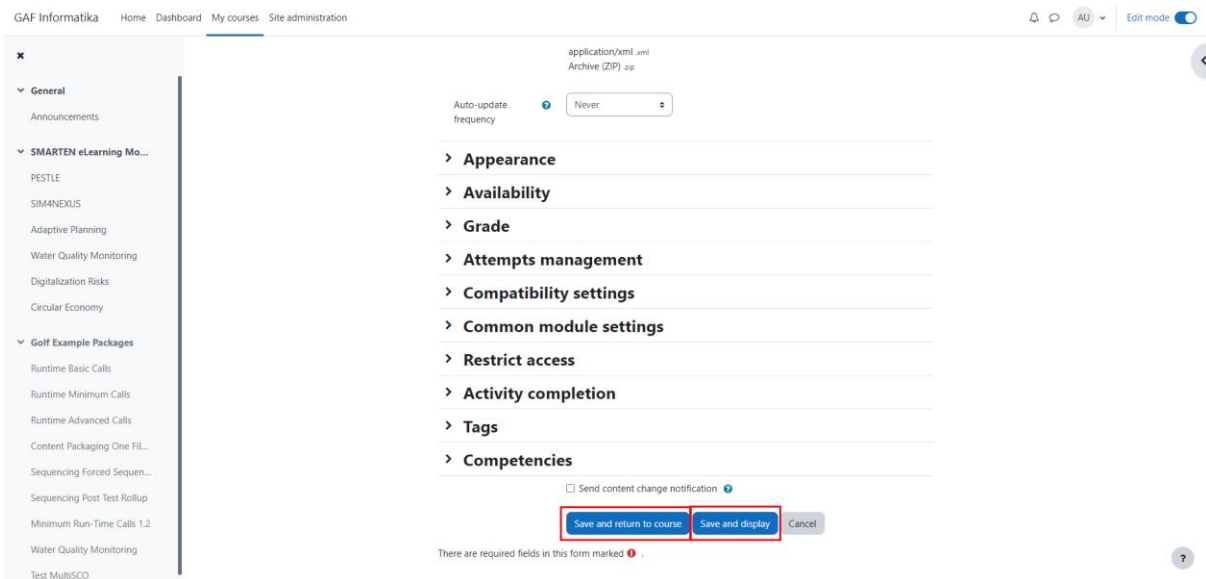 GAF Informatika Home Dashboard My courses Site administration AU Edit mode
General
Announcements
SMARTEN eLearning Mo...
PESTLE
SIM4NEXUS
Adaptive Planning
Water Quality Monitoring
Digitalization Risks
Circular Economy
Golf Example Packages
Runtime Basic Calls
Runtime Minimum Calls
Runtime Advanced Calls
Content Packaging One Fil...
Sequencing Forced Sequen...
Sequencing Post Test Rollup
Minimum Run-Time Calls 1.2
Water Quality Monitoring
Test MultiSCO
application/xml .xml
Archive (ZIP) .zip
Auto-update
frequency
Never
Appearance
Availability
Grade
Attempts management
Compatibility settings
Common module settings
Restrict access
Activity completion
Tags
Competencies
Send content change notification ?
Save and return to course Save and display Cancel
There are required fields in this form marked ! .
?